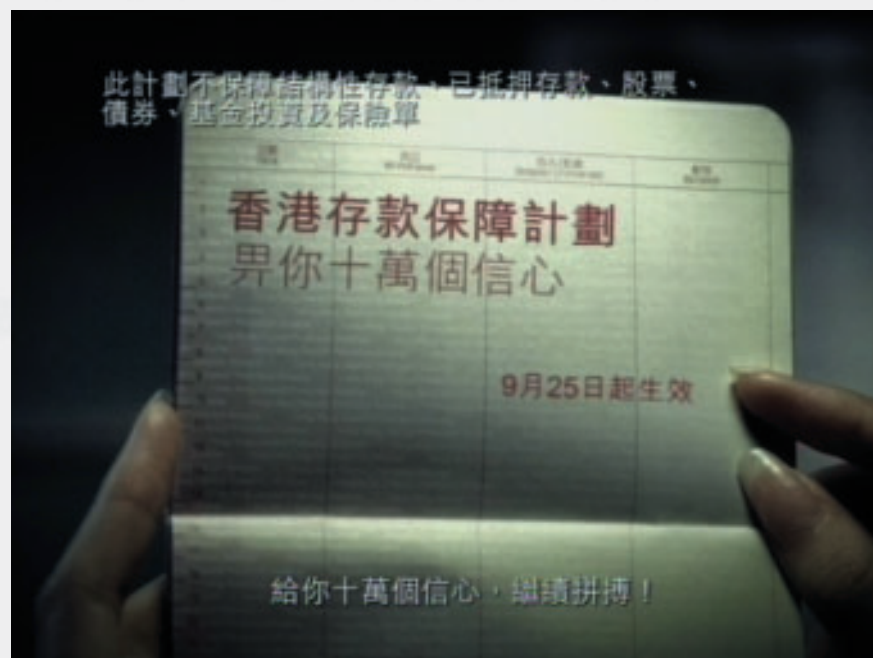 此計劃不保障結構性存款、已抵押存款、股票、
債券、基金投資及保險單
香港存款保障計劃
畀你十萬個信心
9月25日起生效
給你十萬個信心，繼續拼搏！